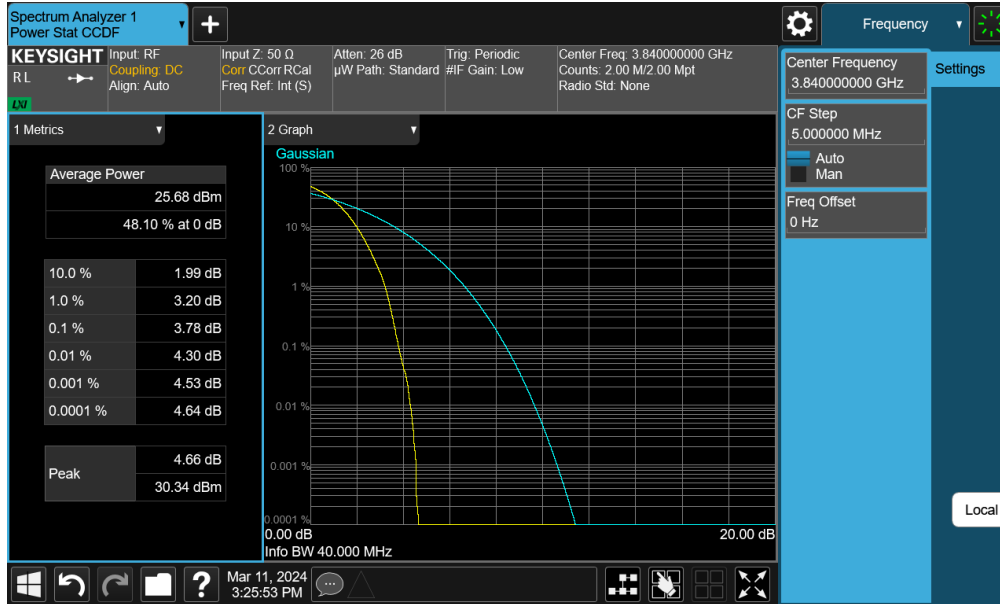 Spectrum Analyzer 1
Power Stat CCDF
+
Frequency
KEYSIGHT
R L
LXI
Input: RF
Coupling: DC
Align: Auto
Input Z: 50 Ω
Corr CCorr RCal
Freq Ref: Int (S)
Atten: 26 dB
µW Path: Standard
Trig: Periodic
#IF Gain: Low
Center Freq: 3.840000000 GHz
Counts: 2.00 M/2.00 Mpt
Radio Std: None
Center Frequency
3.840000000 GHz
Settings
CF Step
5.000000 MHz
Auto
Man
Freq Offset
0 Hz
Local
1 Metrics
Average Power
25.68 dBm
48.10 % at 0 dB
10.0 % 1.99 dB
1.0 % 3.20 dB
0.1 % 3.78 dB
0.01 % 4.30 dB
0.001 % 4.53 dB
0.0001 % 4.64 dB
Peak
4.66 dB
30.34 dBm
2 Graph
Gaussian
100 %
10 %
1 %
0.1 %
0.01 %
0.001 %
0.0001 %
0.00 dB 20.00 dB
Info BW 40.000 MHz
?
Mar 11, 2024
3:25:53 PM